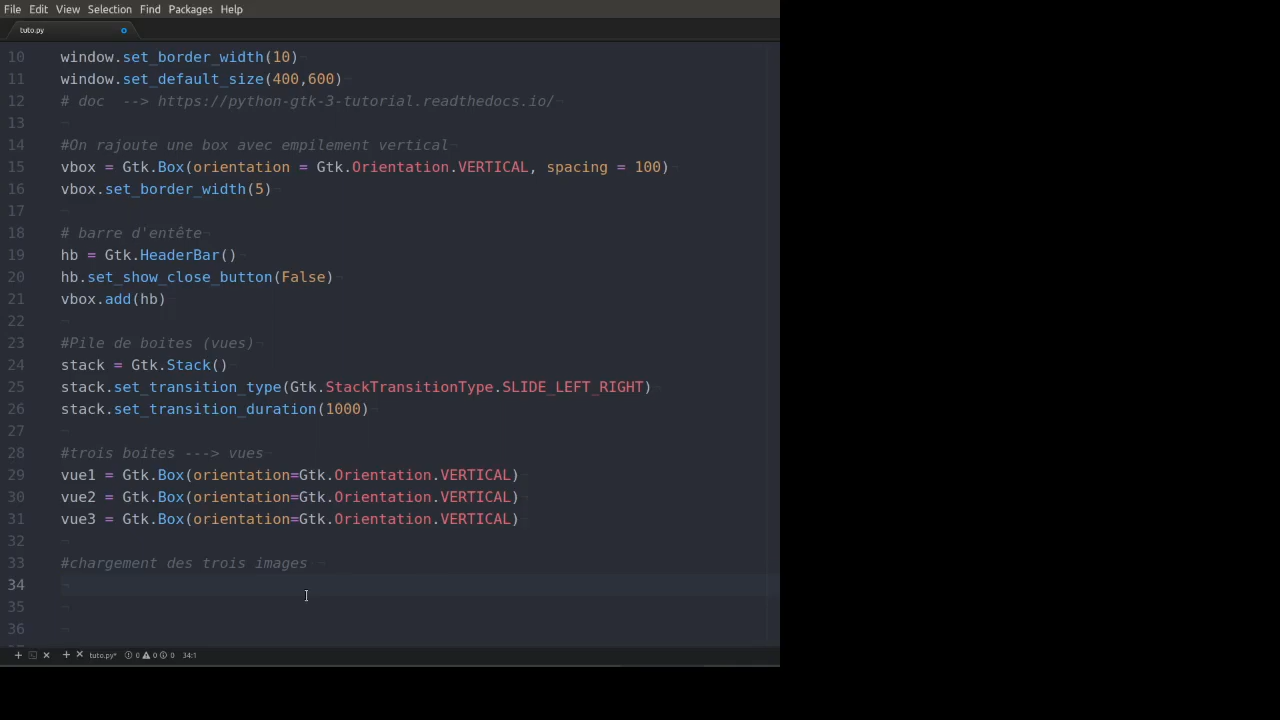 File Edit View Selection Find Packages Help
tuto.py
10 window.set_border_width(10)
11 window.set_default_size(400,600)
12 # doc  --> https://python-gtk-3-tutorial.readthedocs.io/
13
14 #On rajoute une box avec empilement vertical
15 vbox = Gtk.Box(orientation = Gtk.Orientation.VERTICAL, spacing = 100)
16 vbox.set_border_width(5)
17
18 # barre d'entête
19 hb = Gtk.HeaderBar()
20 hb.set_show_close_button(False)
21 vbox.add(hb)
22
23 #Pile de boites (vues)
24 stack = Gtk.Stack()
25 stack.set_transition_type(Gtk.StackTransitionType.SLIDE_LEFT_RIGHT)
26 stack.set_transition_duration(1000)
27
28 #trois boites ---> vues
29 vue1 = Gtk.Box(orientation=Gtk.Orientation.VERTICAL)
30 vue2 = Gtk.Box(orientation=Gtk.Orientation.VERTICAL)
31 vue3 = Gtk.Box(orientation=Gtk.Orientation.VERTICAL)
32
33 #chargement des trois images
34
35
36
tuto.py* 0 0 0 34:1